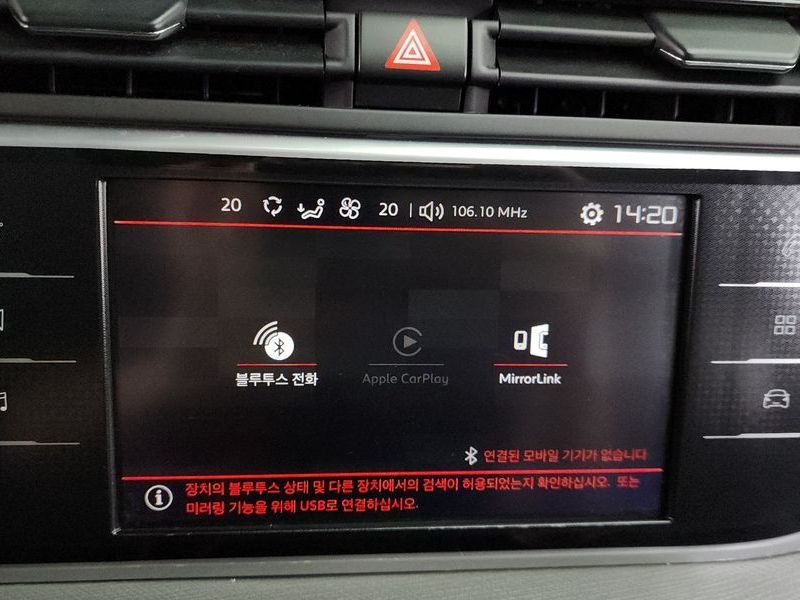 20 20 | 106.10 MHz 14:20
블루투스 전화 Apple CarPlay MirrorLink
연결된 모바일 기기가 없습니다
장치의 블루투스 상태 및 다른 장치에서의 검색이 허용되었는지 확인하십시오. 또는
미러링 기능을 위해 USB로 연결하십시오.